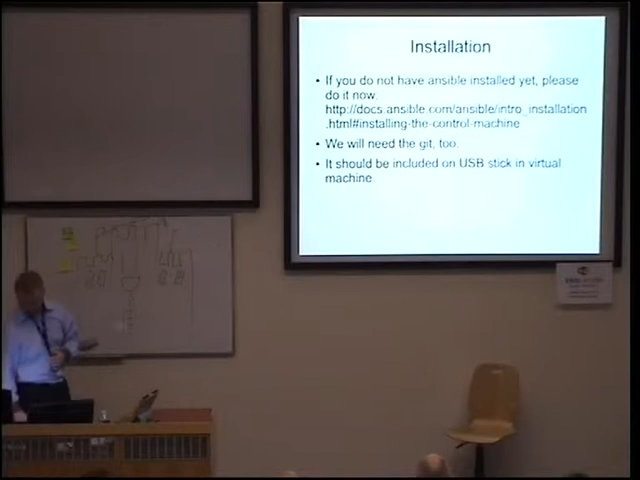 Installation
• If you do not have ansible installed yet, please
do it now.
http://docs.ansible.com/ansible/intro_installation
.html#installing-the-control-machine
• We will need the git, too.
• It should be included on USB stick in virtual
machine.